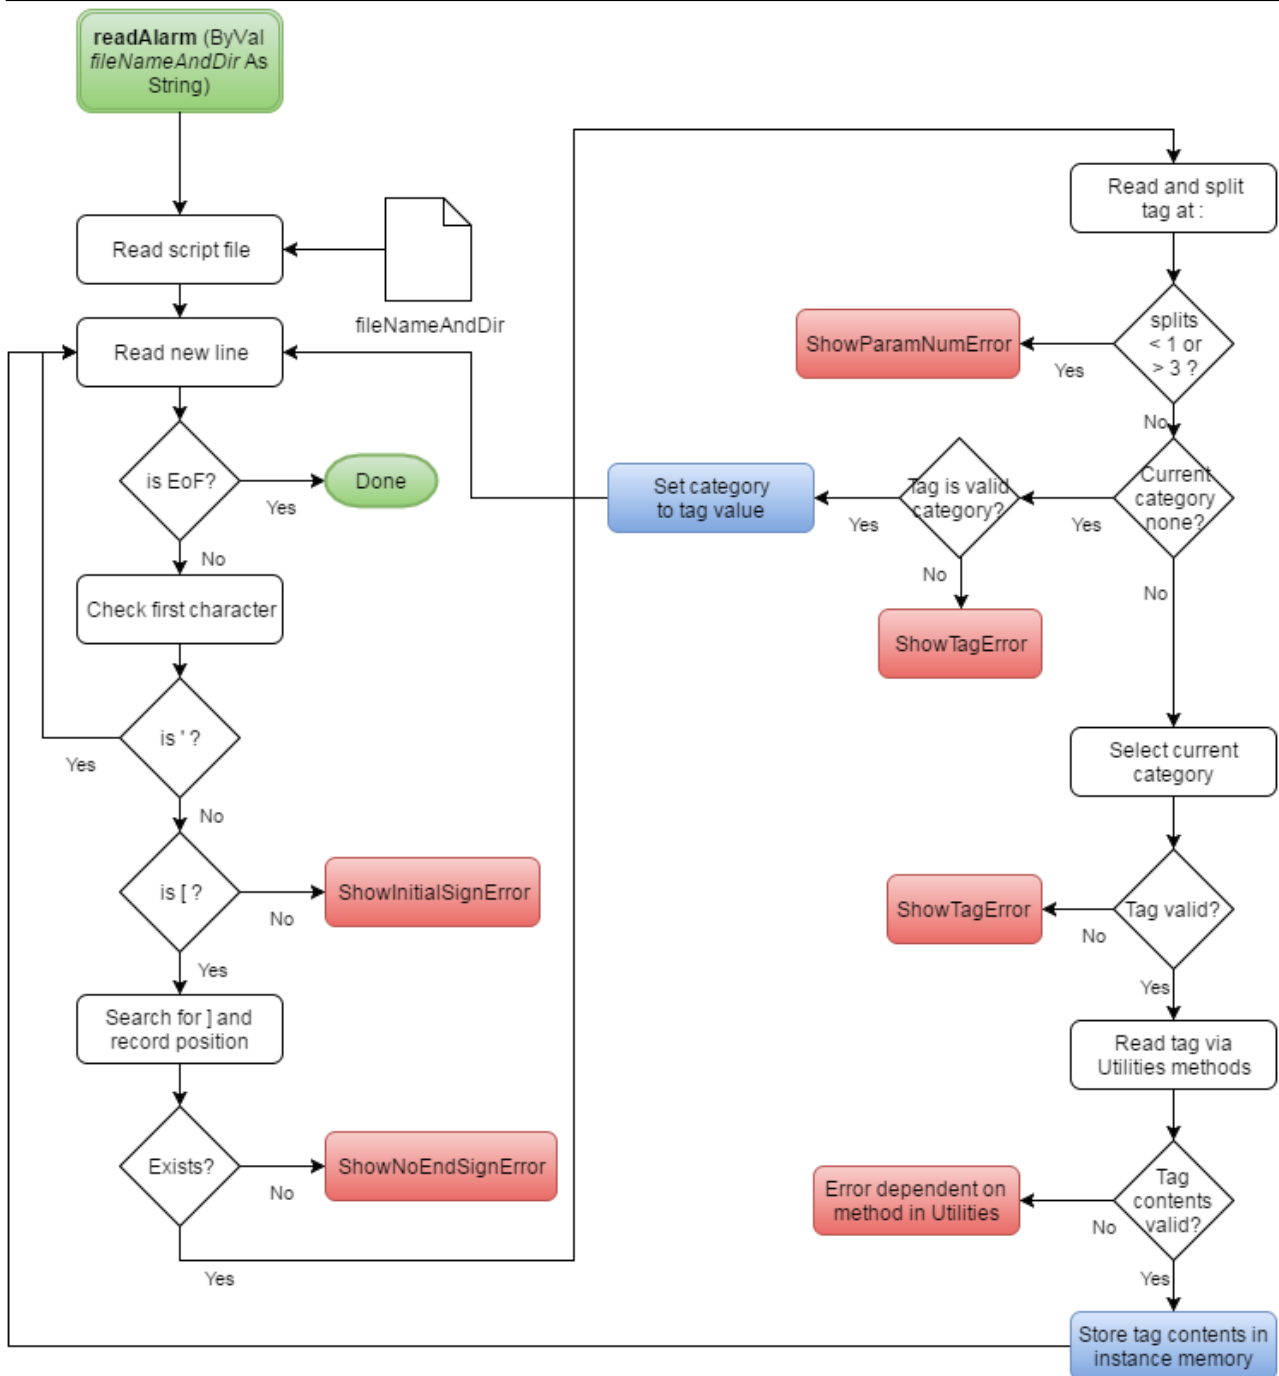 readAlarm (ByVal
fileNameAndDir As
String)
Read script file
fileNameAndDir
Read new line
is EoF?
Yes
Done
No
Check first character
is ' ?
Yes
No
is [ ?
No
ShowInitialSignError
Yes
Search for ] and
record position
Exists?
No
ShowNoEndSignError
Yes
Read and split
tag at :
splits
< 1 or
> 3 ?
Yes
ShowParamNumError
No
Current
category
none?
Yes
Tag is valid
category?
Yes
Set category
to tag value
No
ShowTagError
No
Select current
category
Tag valid?
No
ShowTagError
Yes
Read tag via
Utilities methods
Tag
contents
valid?
No
Error dependent on
method in Utilities
Yes
Store tag contents in
instance memory